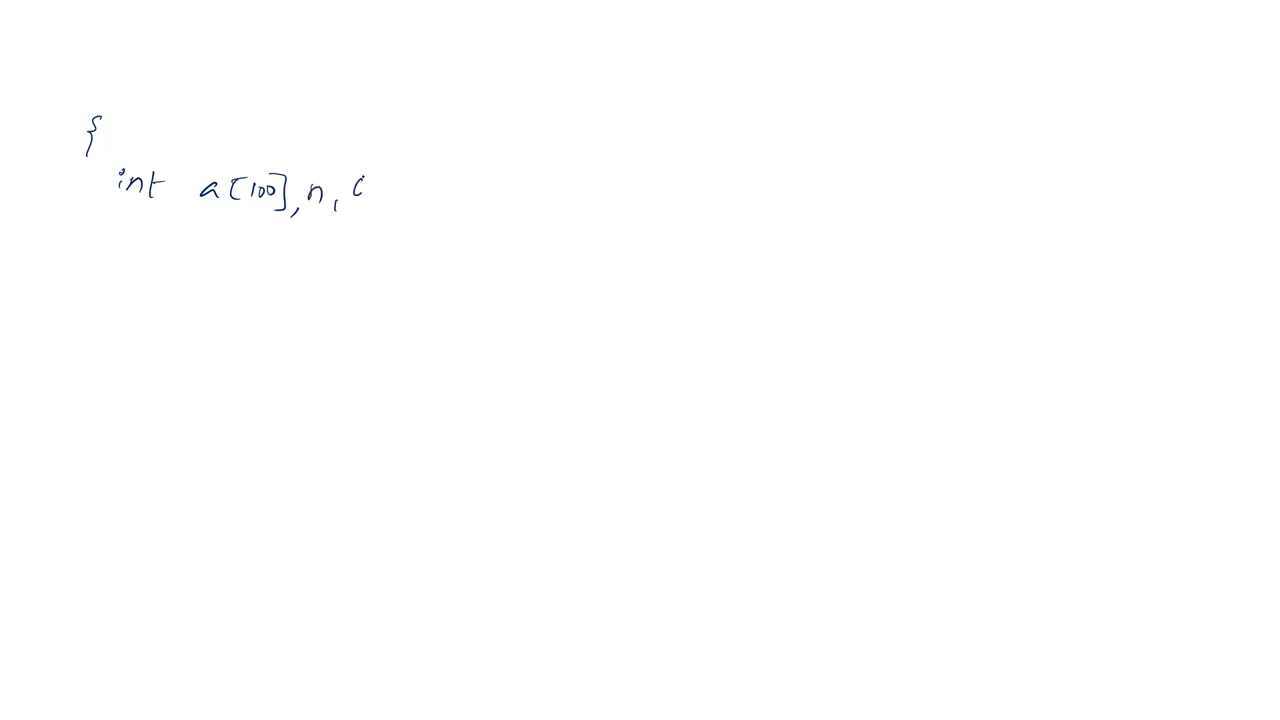 {
int a[100], n, i